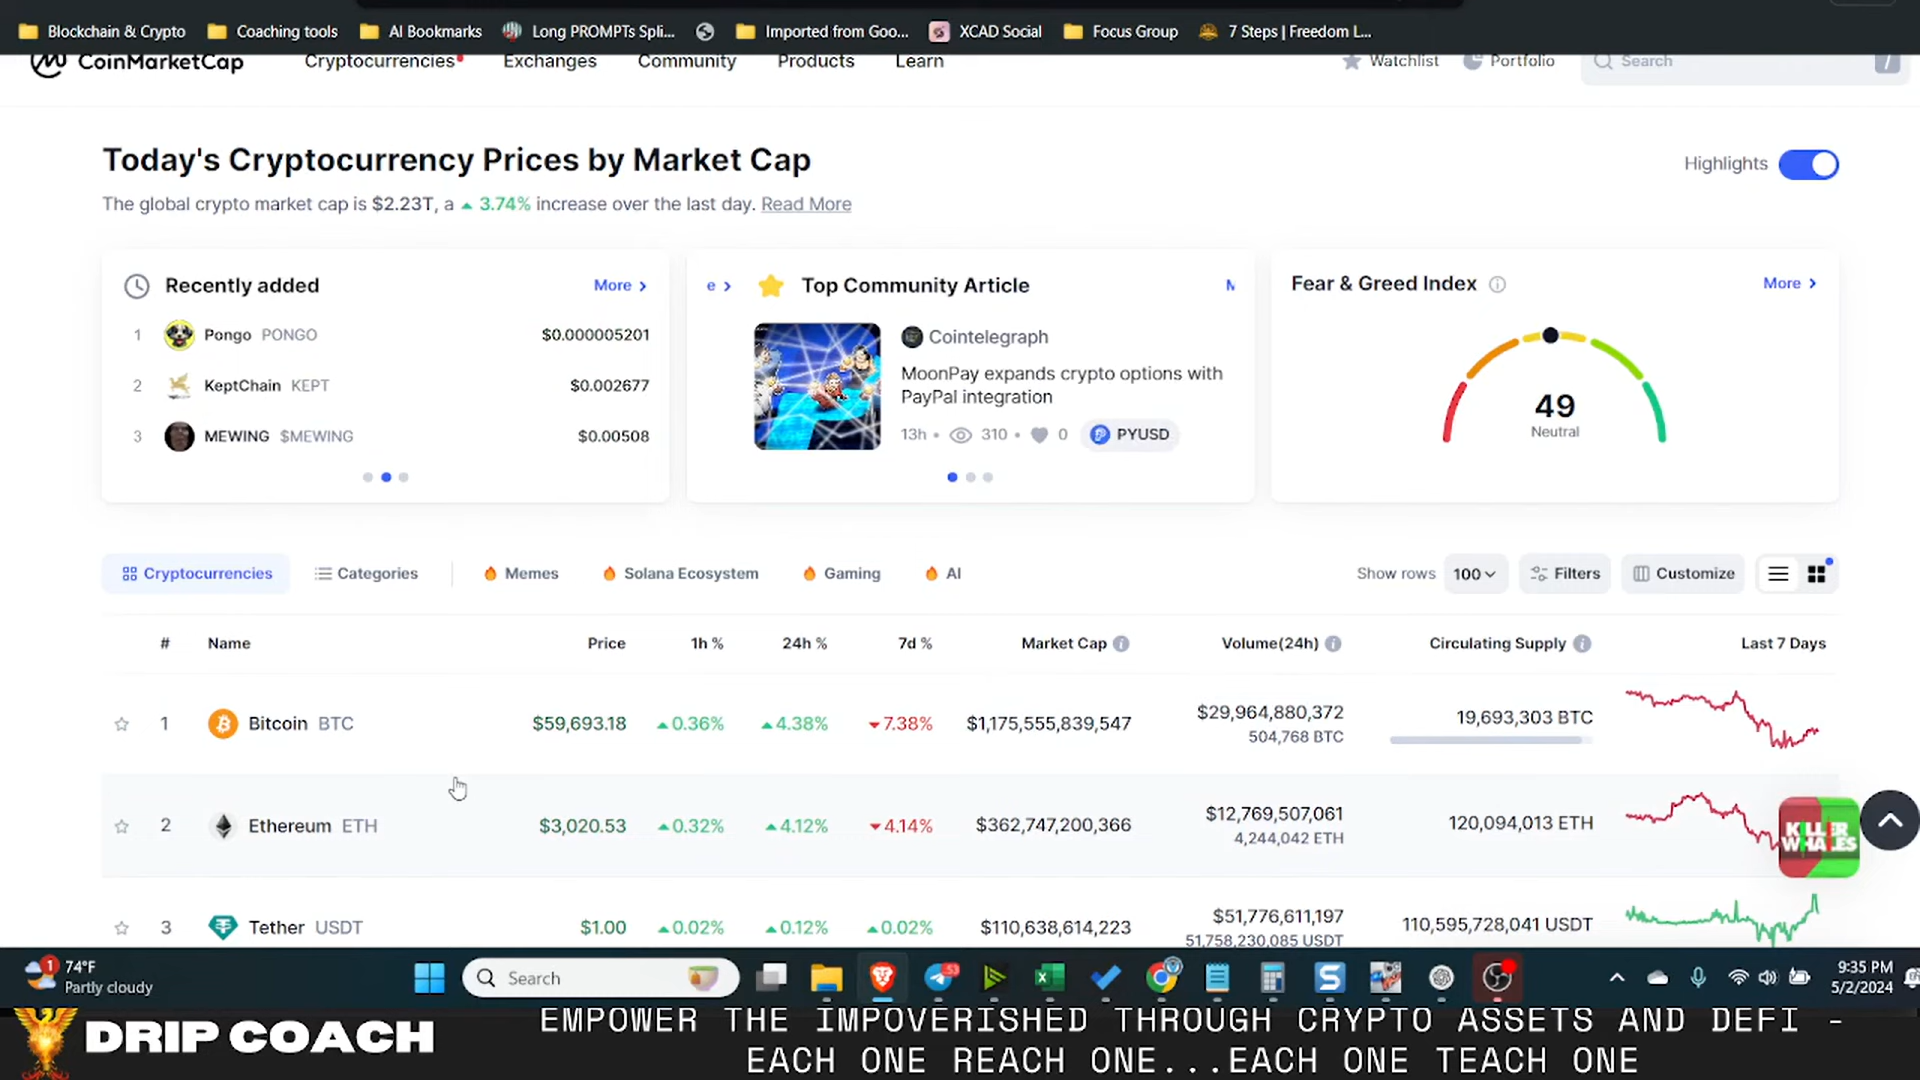 Blockchain & Crypto Coaching tools AI Bookmarks Long PROMPTs Spli... Imported from Goo... XCAD Social Focus Group 7 Steps | Freedom L...
CoinMarketCap Cryptocurrencies Exchanges Community Products Learn Watchlist Portfolio Search /
Today's Cryptocurrency Prices by Market Cap
Highlights
The global crypto market cap is $2.23T, a 3.74% increase over the last day. Read More
Recently added More >
1 Pongo PONGO $0.000005201
2 KeptChain KEPT $0.002677
3 MEWING $MEWING $0.00508
e > Top Community Article M
Cointelegraph
MoonPay expands crypto options with
PayPal integration
13h • 310 • 0 PYUSD
Fear & Greed Index More >
49
Neutral
Cryptocurrencies Categories Memes Solana Ecosystem Gaming AI Show rows 100 Filters Customize
# Name Price 1h % 24h % 7d % Market Cap Volume(24h) Circulating Supply Last 7 Days
1 Bitcoin BTC $59,693.18 0.36% 4.38% 7.38% $1,175,555,839,547 $29,964,880,372 19,693,303 BTC
504,768 BTC
2 Ethereum ETH $3,020.53 0.32% 4.12% 4.14% $362,747,200,366 $12,769,507,061 120,094,013 ETH
4,244,042 ETH
KILLER
WHALES
3 Tether USDT $1.00 0.02% 0.12% 0.02% $110,638,614,223 $51,776,611,197 110,595,728,041 USDT
51,758,230,085 USDT
1 74°F
Partly cloudy
Search
53
9:35 PM
5/2/2024
DRIP COACH
EMPOWER THE IMPOVERISHED THROUGH CRYPTO ASSETS AND DEFI -
EACH ONE REACH ONE...EACH ONE TEACH ONE